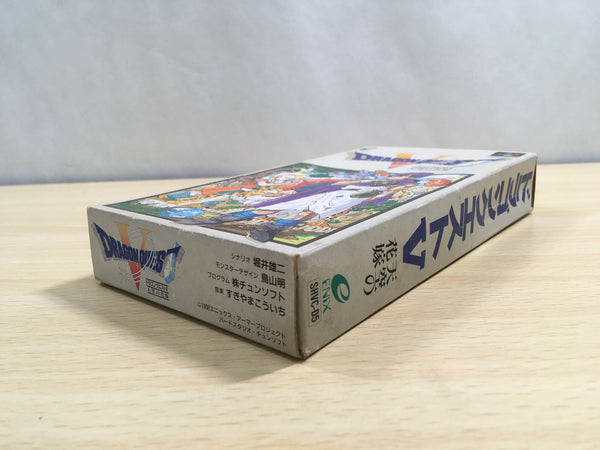 DRAGON QUEST
V
シナリオ 堀井雄二
モンスターデザイン 鳥山明
プログラム 株チュンソフト
音楽 すぎやまこういち
©1992エニックス・アーマープロジェクト
バードスタジオ・チュンソフト
ドラゴンクエストV
天空の
花嫁
ENIX
SHVC-D5
DRAGON QUEST
V